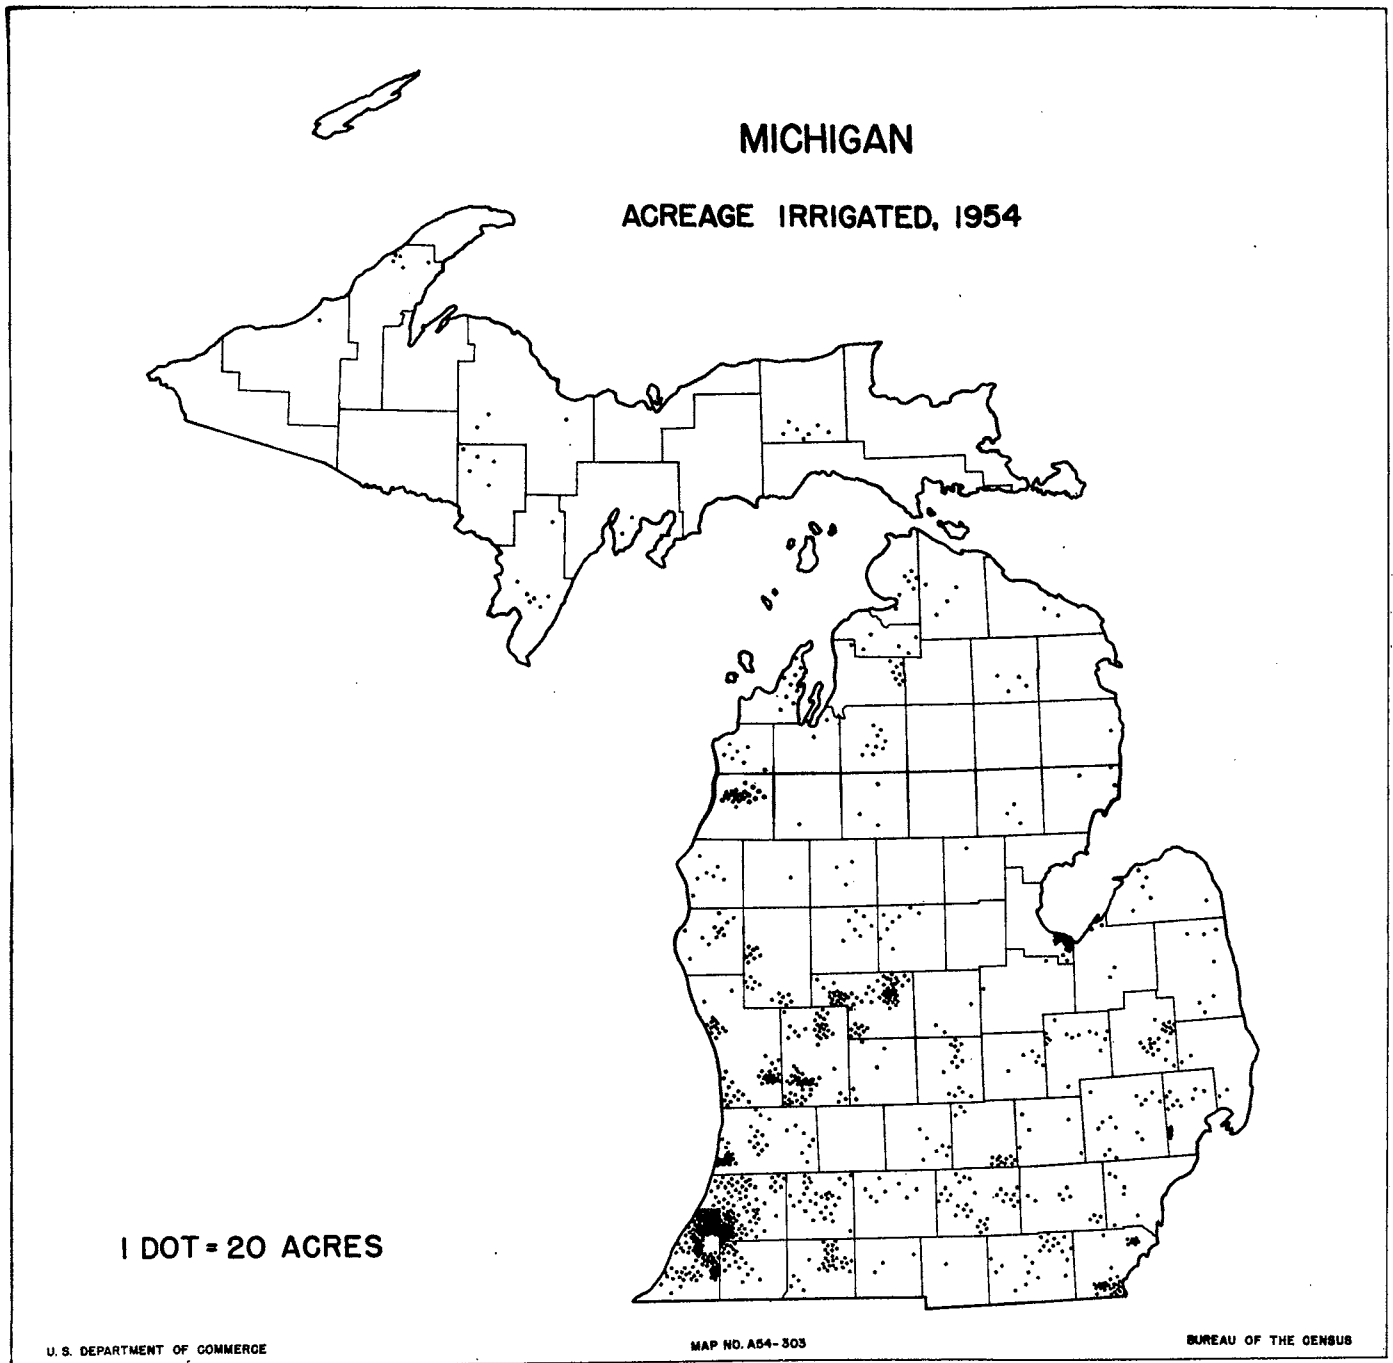 MICHIGAN
ACREAGE IRRIGATED, 1954
1 DOT = 20 ACRES
U. S. DEPARTMENT OF COMMERCE
MAP NO. A54-303
BUREAU OF THE CENSUS